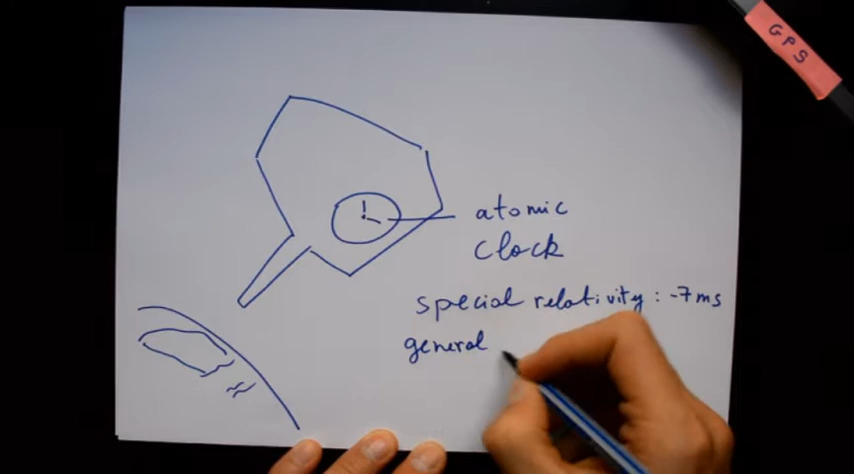 GPS
atomic
clock
special relativity: -7ms
general